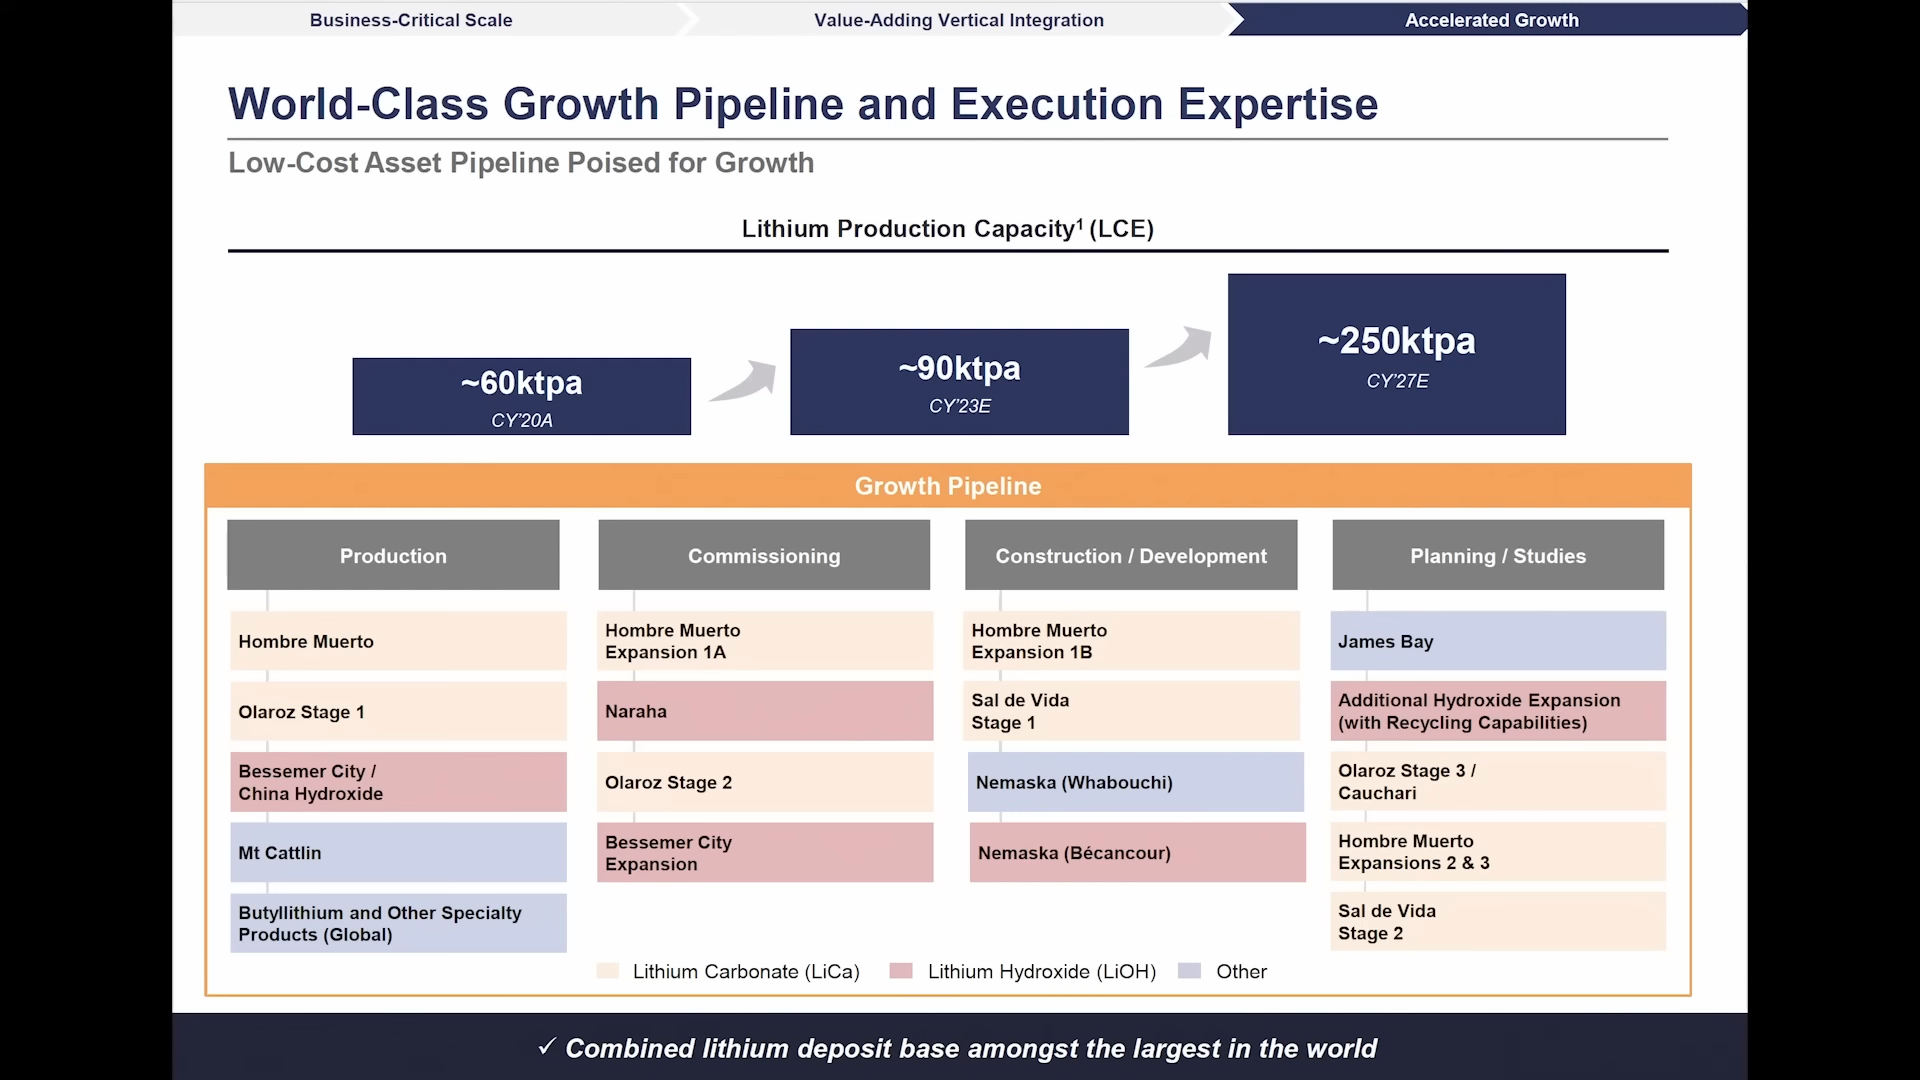 Business-Critical Scale
Value-Adding Vertical Integration
Accelerated Growth
World-Class Growth Pipeline and Execution Expertise
Low-Cost Asset Pipeline Poised for Growth
Lithium Production Capacity¹ (LCE)
~60ktpa
CY'20A
~90ktpa
CY'23E
~250ktpa
CY'27E
Growth Pipeline
Production
Hombre Muerto
Olaroz Stage 1
Bessemer City /
China Hydroxide
Mt Cattlin
Butyllithium and Other Specialty
Products (Global)
Commissioning
Hombre Muerto
Expansion 1A
Naraha
Olaroz Stage 2
Bessemer City
Expansion
Construction / Development
Hombre Muerto
Expansion 1B
Sal de Vida
Stage 1
Nemaska (Whabouchi)
Nemaska (Bécancour)
Planning / Studies
James Bay
Additional Hydroxide Expansion
(with Recycling Capabilities)
Olaroz Stage 3 /
Cauchari
Hombre Muerto
Expansions 2 & 3
Sal de Vida
Stage 2
Lithium Carbonate (LiCa)
Lithium Hydroxide (LiOH)
Other
✓ Combined lithium deposit base amongst the largest in the world